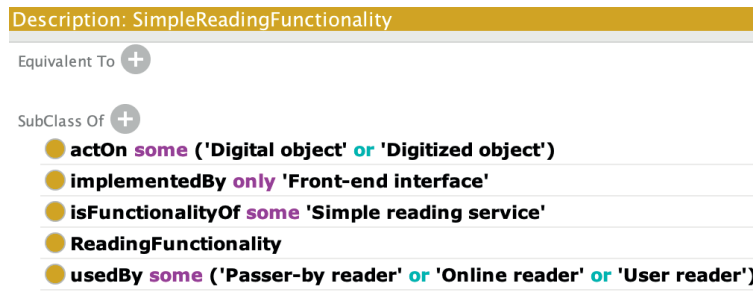 Description: SimpleReadingFunctionality
Equivalent To
SubClass Of
actOn some ('Digital object' or 'Digitized object')
implementedBy only 'Front-end interface'
isFunctionalityOf some 'Simple reading service'
ReadingFunctionality
usedBy some ('Passer-by reader' or 'Online reader' or 'User reader')